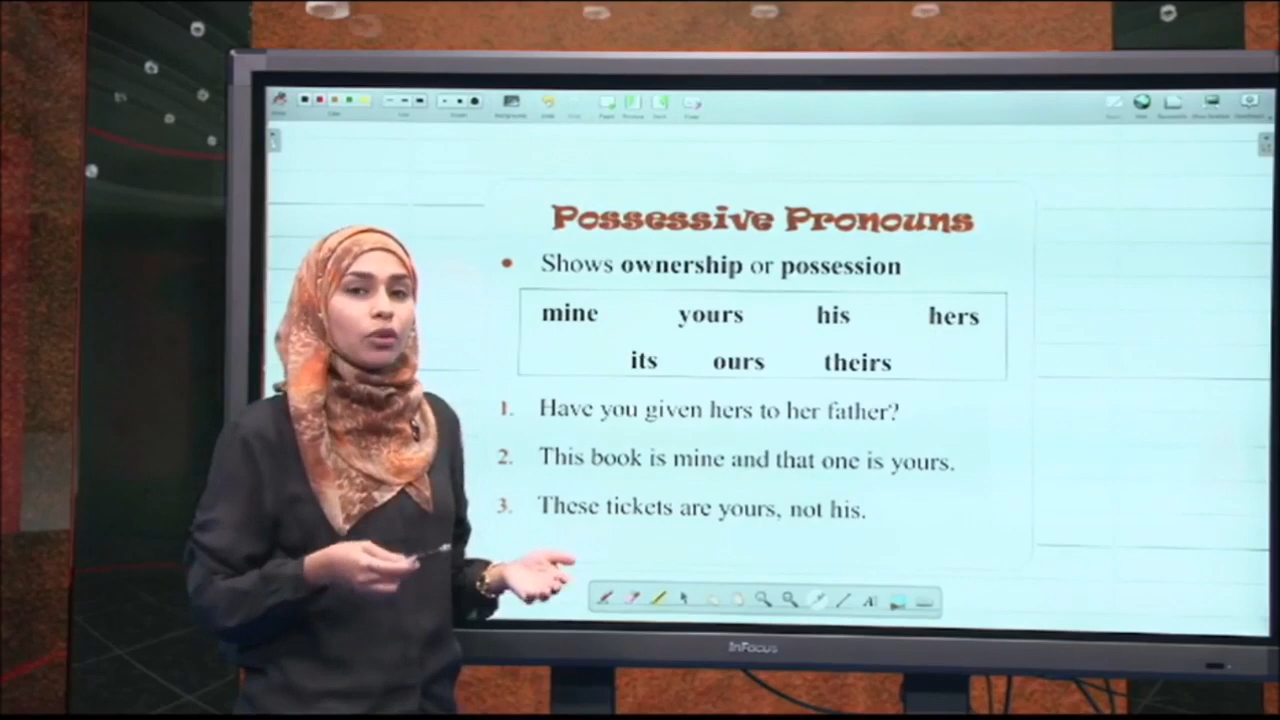 Possessive Pronouns
• Shows ownership or possession
mine yours his hers
its ours theirs
1. Have you given hers to her father?
2. This book is mine and that one is yours.
3. These tickets are yours, not his.
InFocus